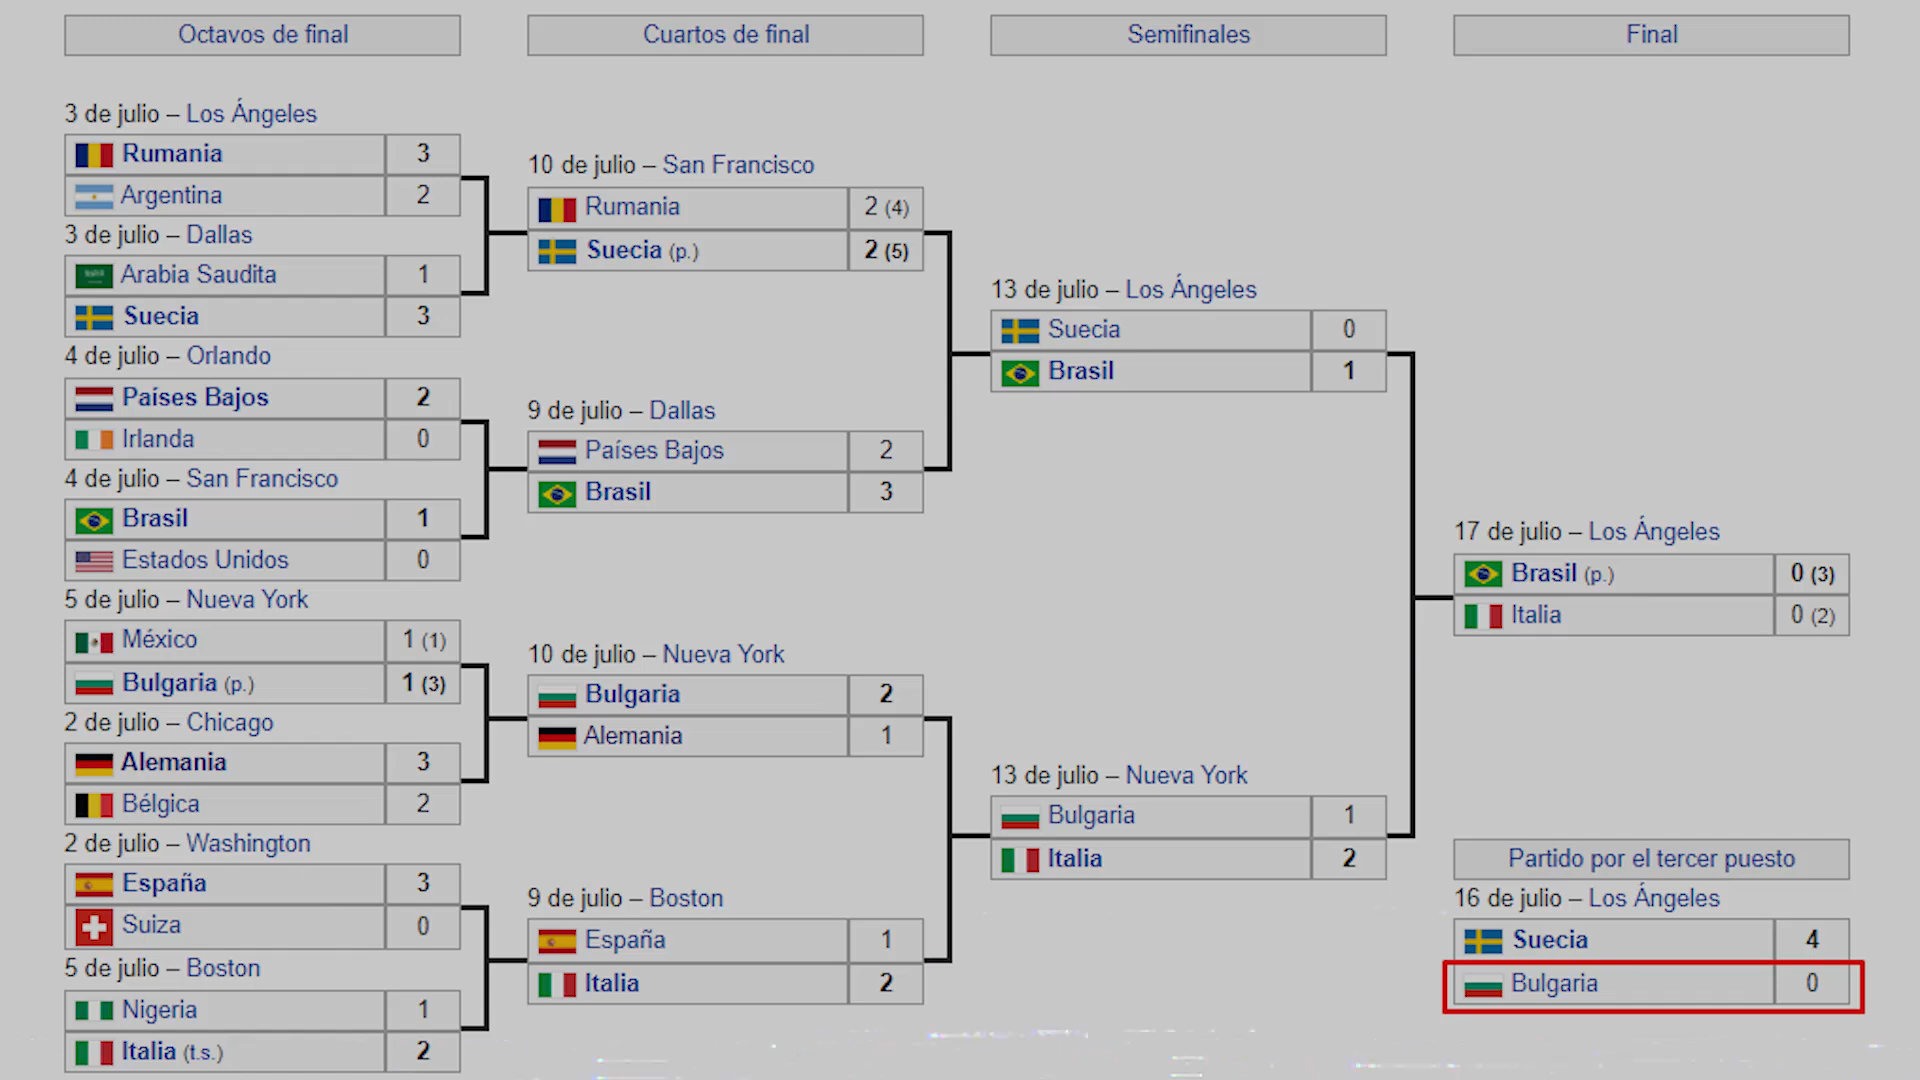 Octavos de final
Cuartos de final
Semifinales
Final
3 de julio – Los Ángeles
Rumania 3
Argentina 2
3 de julio – Dallas
Arabia Saudita 1
Suecia 3
4 de julio – Orlando
Países Bajos 2
Irlanda 0
4 de julio – San Francisco
Brasil 1
Estados Unidos 0
5 de julio – Nueva York
México 1 (1)
Bulgaria (p.) 1 (3)
2 de julio – Chicago
Alemania 3
Bélgica 2
2 de julio – Washington
España 3
Suiza 0
5 de julio – Boston
Nigeria 1
Italia (t.s.) 2
10 de julio – San Francisco
Rumania 2 (4)
Suecia (p.) 2 (5)
9 de julio – Dallas
Países Bajos 2
Brasil 3
10 de julio – Nueva York
Bulgaria 2
Alemania 1
9 de julio – Boston
España 1
Italia 2
13 de julio – Los Ángeles
Suecia 0
Brasil 1
13 de julio – Nueva York
Bulgaria 1
Italia 2
17 de julio – Los Ángeles
Brasil (p.) 0 (3)
Italia 0 (2)
Partido por el tercer puesto
16 de julio – Los Ángeles
Suecia 4
Bulgaria 0